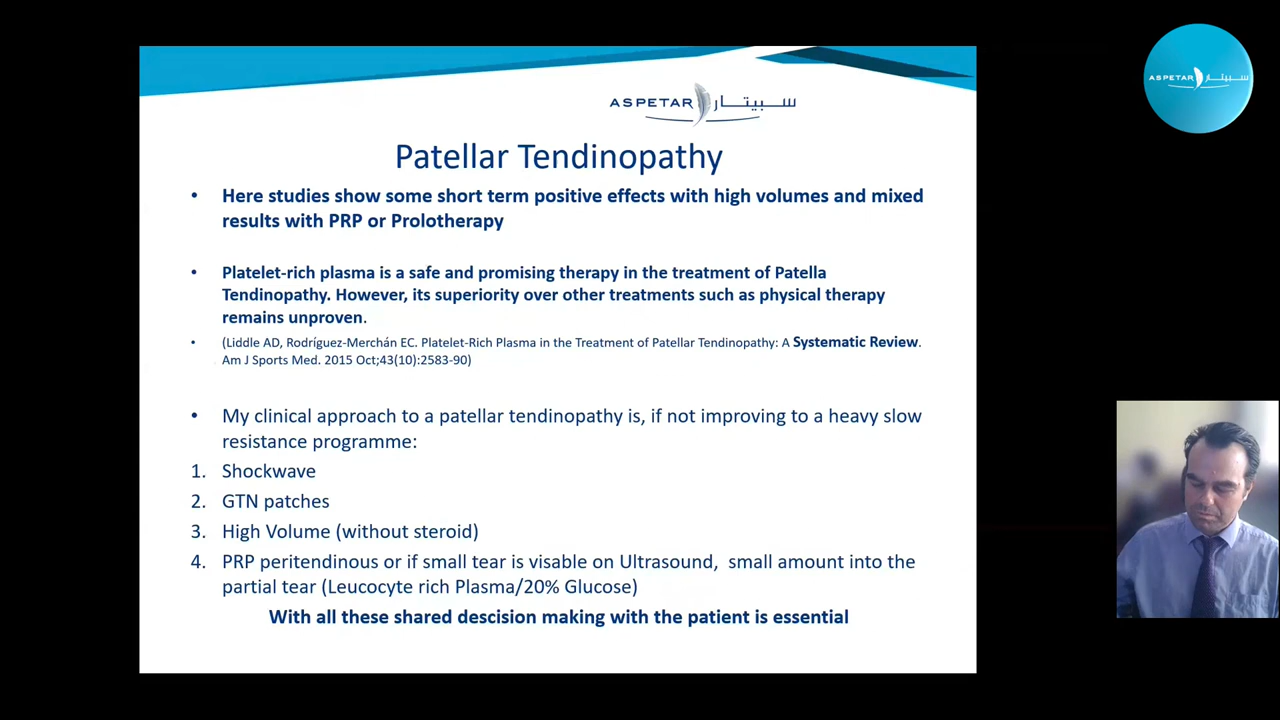 ASPETAR سبيتار
ASPETAR سبيتار
Patellar Tendinopathy
• Here studies show some short term positive effects with high volumes and mixed
results with PRP or Prolotherapy
• Platelet-rich plasma is a safe and promising therapy in the treatment of Patella
Tendinopathy. However, its superiority over other treatments such as physical therapy
remains unproven.
• (Liddle AD, Rodríguez-Merchán EC. Platelet-Rich Plasma in the Treatment of Patellar Tendinopathy: A Systematic Review.
Am J Sports Med. 2015 Oct;43(10):2583-90)
• My clinical approach to a patellar tendinopathy is, if not improving to a heavy slow
resistance programme:
1. Shockwave
2. GTN patches
3. High Volume (without steroid)
4. PRP peritendinous or if small tear is visable on Ultrasound, small amount into the
partial tear (Leucocyte rich Plasma/20% Glucose)
With all these shared descision making with the patient is essential